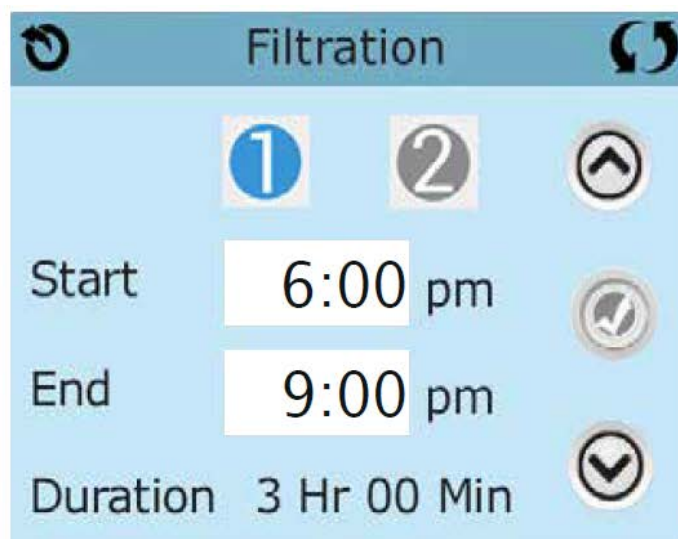 Filtration
1 2
Start 6:00 pm
End 9:00 pm
Duration 3 Hr 00 Min